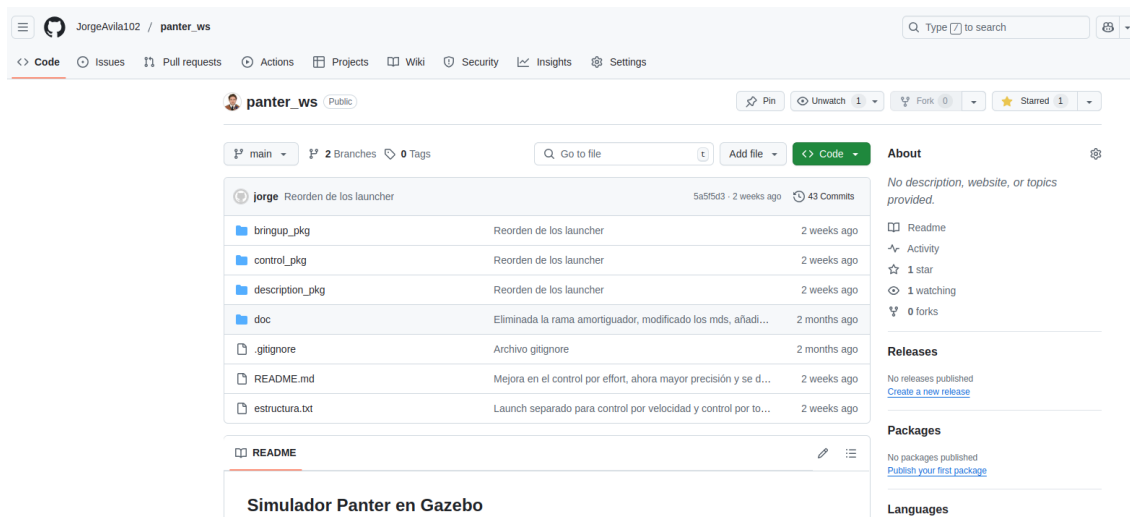 JorgeAvila102 / panter_ws
Type / to search
Code Issues Pull requests Actions Projects Wiki Security Insights Settings
panter_ws Public
Pin Unwatch 1 Fork 0 Starred 1
main 2 Branches 0 Tags Go to file t Add file Code
jorge Reorden de los launcher 5a5f5d3 · 2 weeks ago 43 Commits
bringup_pkg Reorden de los launcher 2 weeks ago
control_pkg Reorden de los launcher 2 weeks ago
description_pkg Reorden de los launcher 2 weeks ago
doc Eliminada la rama amortiguador, modificado los mds, añadi... 2 months ago
.gitignore Archivo gitignore 2 months ago
README.md Mejora en el control por effort, ahora mayor precisión y se d... 2 weeks ago
estructura.txt Launch separado para control por velocidad y control por to... 2 weeks ago
README
Simulador Panter en Gazebo
About
No description, website, or topics
provided.
Readme
Activity
1 star
1 watching
0 forks
Releases
No releases published
Create a new release
Packages
No packages published
Publish your first package
Languages